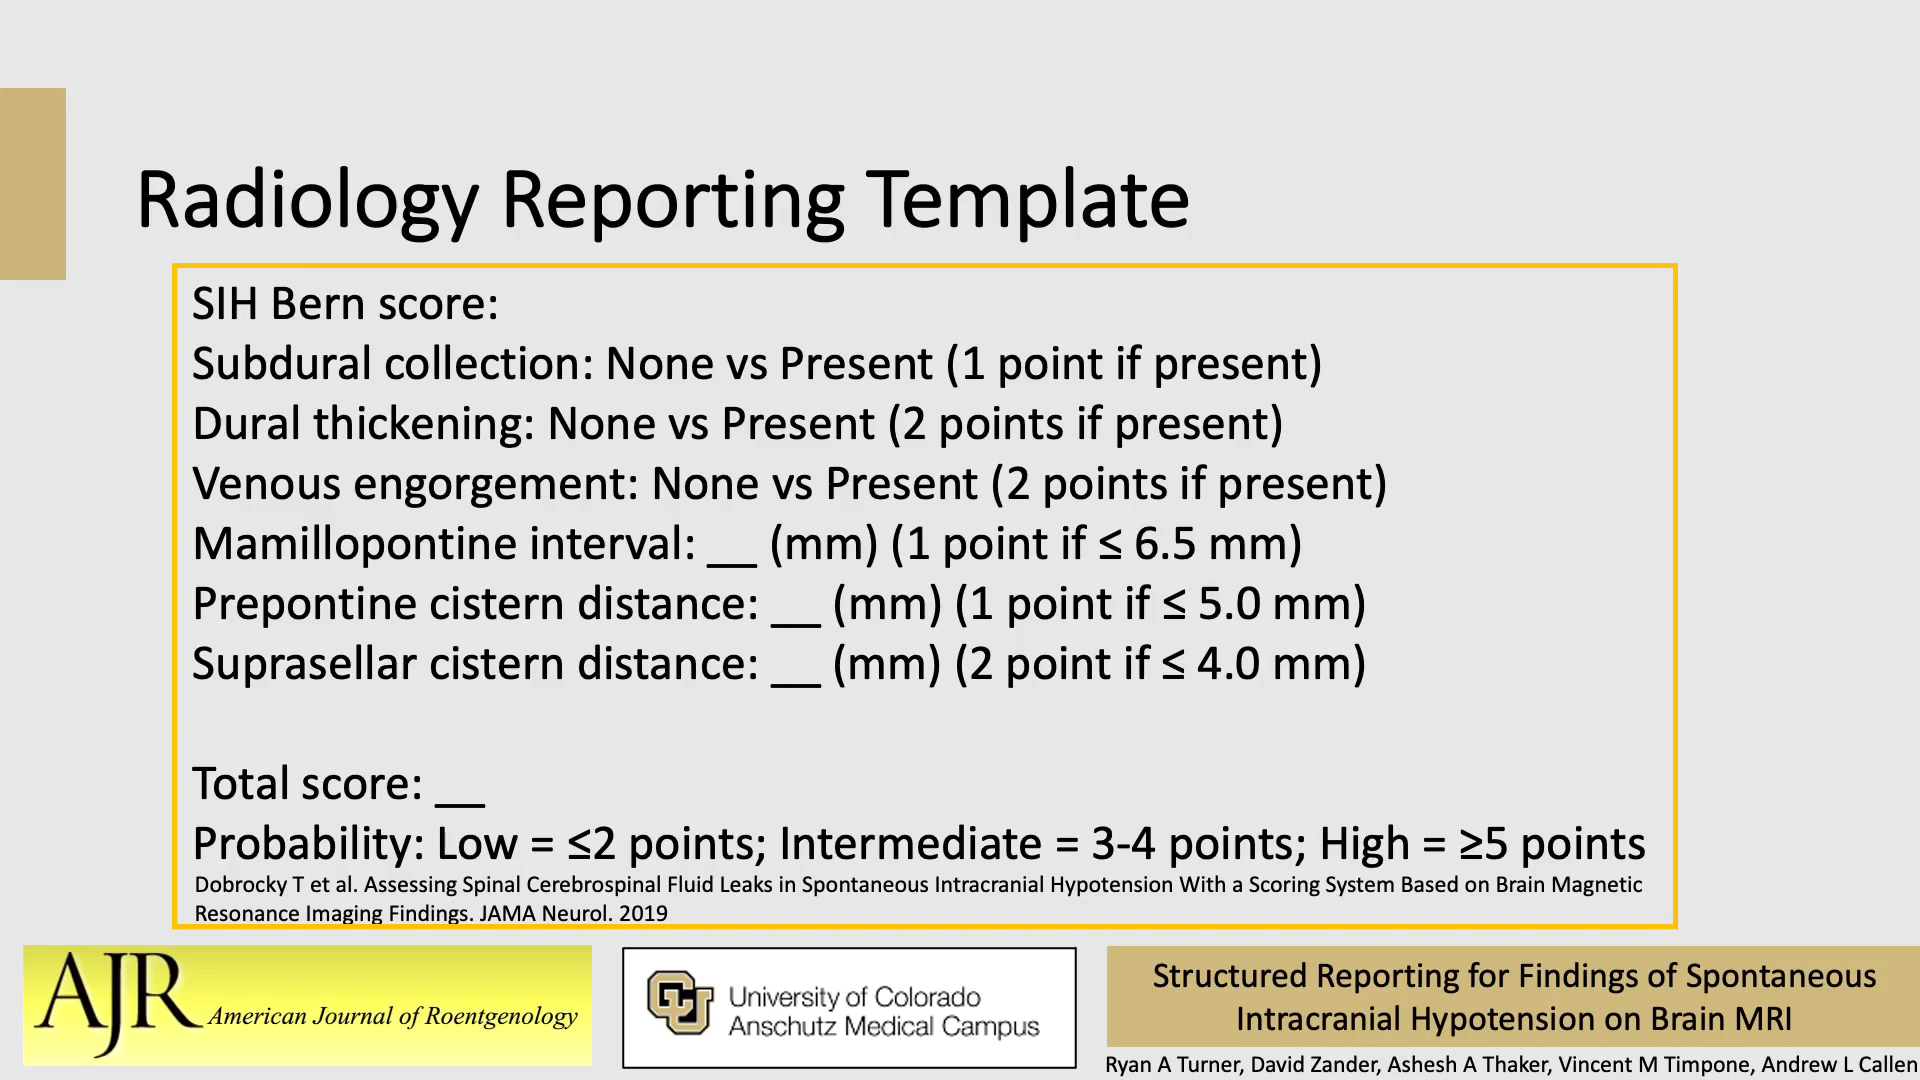 Radiology Reporting Template
SIH Bern score:
Subdural collection: None vs Present (1 point if present)
Dural thickening: None vs Present (2 points if present)
Venous engorgement: None vs Present (2 points if present)
Mamillopontine interval: __ (mm) (1 point if ≤ 6.5 mm)
Prepontine cistern distance: __ (mm) (1 point if ≤ 5.0 mm)
Suprasellar cistern distance: __ (mm) (2 point if ≤ 4.0 mm)
Total score: __
Probability: Low = ≤2 points; Intermediate = 3-4 points; High = ≥5 points
Dobrocky T et al. Assessing Spinal Cerebrospinal Fluid Leaks in Spontaneous Intracranial Hypotension With a Scoring System Based on Brain Magnetic
Resonance Imaging Findings. JAMA Neurol. 2019
AJR American Journal of Roentgenology
CU University of Colorado
Anschutz Medical Campus
Structured Reporting for Findings of Spontaneous
Intracranial Hypotension on Brain MRI
Ryan A Turner, David Zander, Ashesh A Thaker, Vincent M Timpone, Andrew L Callen